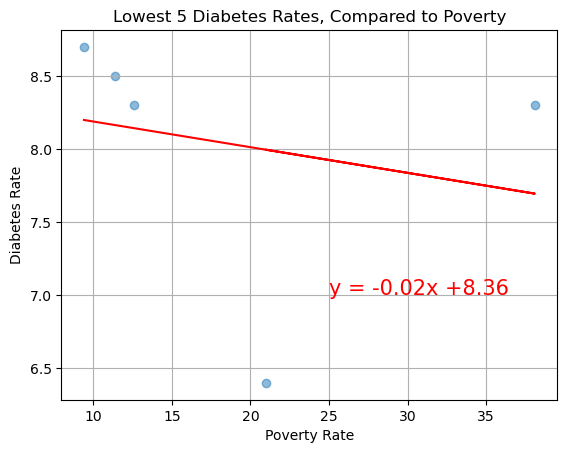 Lowest 5 Diabetes Rates, Compared to Poverty
8.5
8.0
7.5
7.0
6.5
Diabetes Rate
y = -0.02x +8.36
10 15 20 25 30 35
Poverty Rate